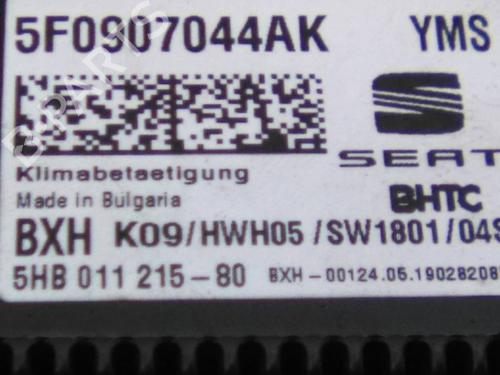 5F0907044AK YMS
SEAT
Klimabetaetigung
Made in Bulgaria
BHTC
BXH K09/HWH05/SW1801/04S
5HB 011 215-80 BXH-00124.05.19028208